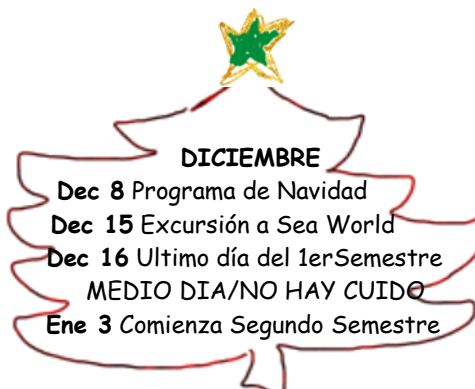 DICIEMBRE
Dec 8 Programa de Navidad
Dec 15 Excursión a Sea World
Dec 16 Ultimo día del 1erSemestre
MEDIO DIA/NO HAY CUIDO
Ene 3 Comienza Segundo Semestre